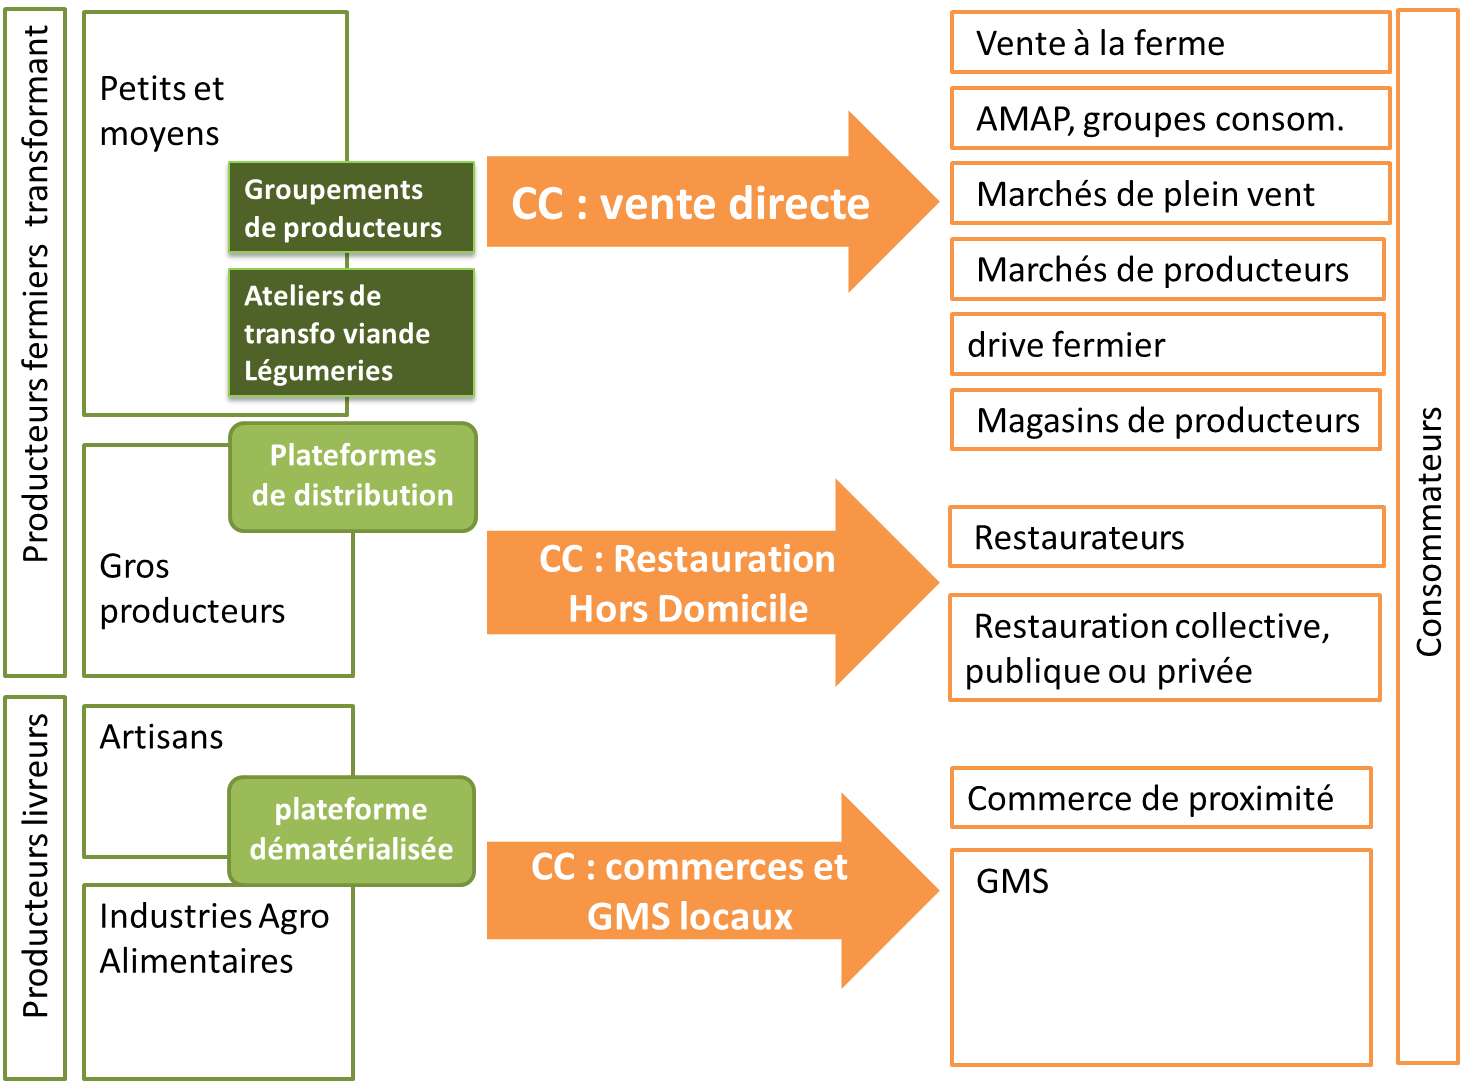 Producteurs fermiers transformant
Petits et
moyens
Groupements
de producteurs
Ateliers de
transfo viande
Légumeries
Plateformes
de distribution
Gros
producteurs
Producteurs livreurs
Artisans
plateforme
dématérialisée
Industries Agro
Alimentaires
CC : vente directe
CC : Restauration
Hors Domicile
CC : commerces et
GMS locaux
Vente à la ferme
AMAP, groupes consom.
Marchés de plein vent
Marchés de producteurs
drive fermier
Magasins de producteurs
Restaurateurs
Restauration collective,
publique ou privée
Commerce de proximité
GMS
Consommateurs